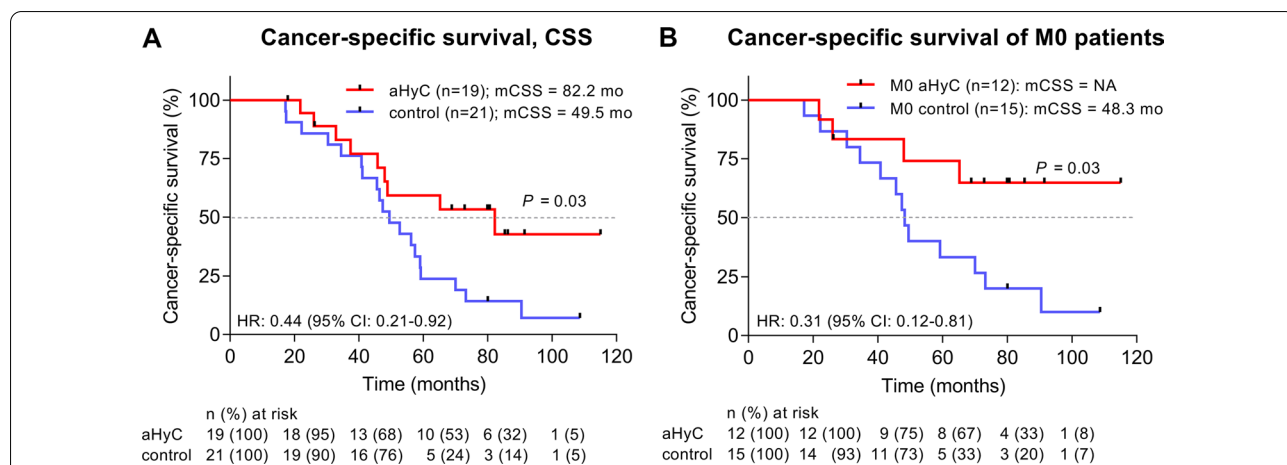 A Cancer-specific survival, CSS
aHyC (n=19); mCSS = 82.2 mo
control (n=21); mCSS = 49.5 mo
Cancer-specific survival (%)
100
75
50
25
0
P = 0.03
HR: 0.44 (95% CI: 0.21-0.92)
0 20 40 60 80 100 120
Time (months)
n (%) at risk
aHyC 19 (100) 18 (95) 13 (68) 10 (53) 6 (32) 1 (5)
control 21 (100) 19 (90) 16 (76) 5 (24) 3 (14) 1 (5)
B Cancer-specific survival of M0 patients
M0 aHyC (n=12): mCSS = NA
M0 control (n=15): mCSS = 48.3 mo
Cancer-specific survival (%)
100
75
50
25
0
P = 0.03
HR: 0.31 (95% CI: 0.12-0.81)
0 20 40 60 80 100 120
Time (months)
n (%) at risk
aHyC 12 (100) 12 (100) 9 (75) 8 (67) 4 (33) 1 (8)
control 15 (100) 14 (93) 11 (73) 5 (33) 3 (20) 1 (7)